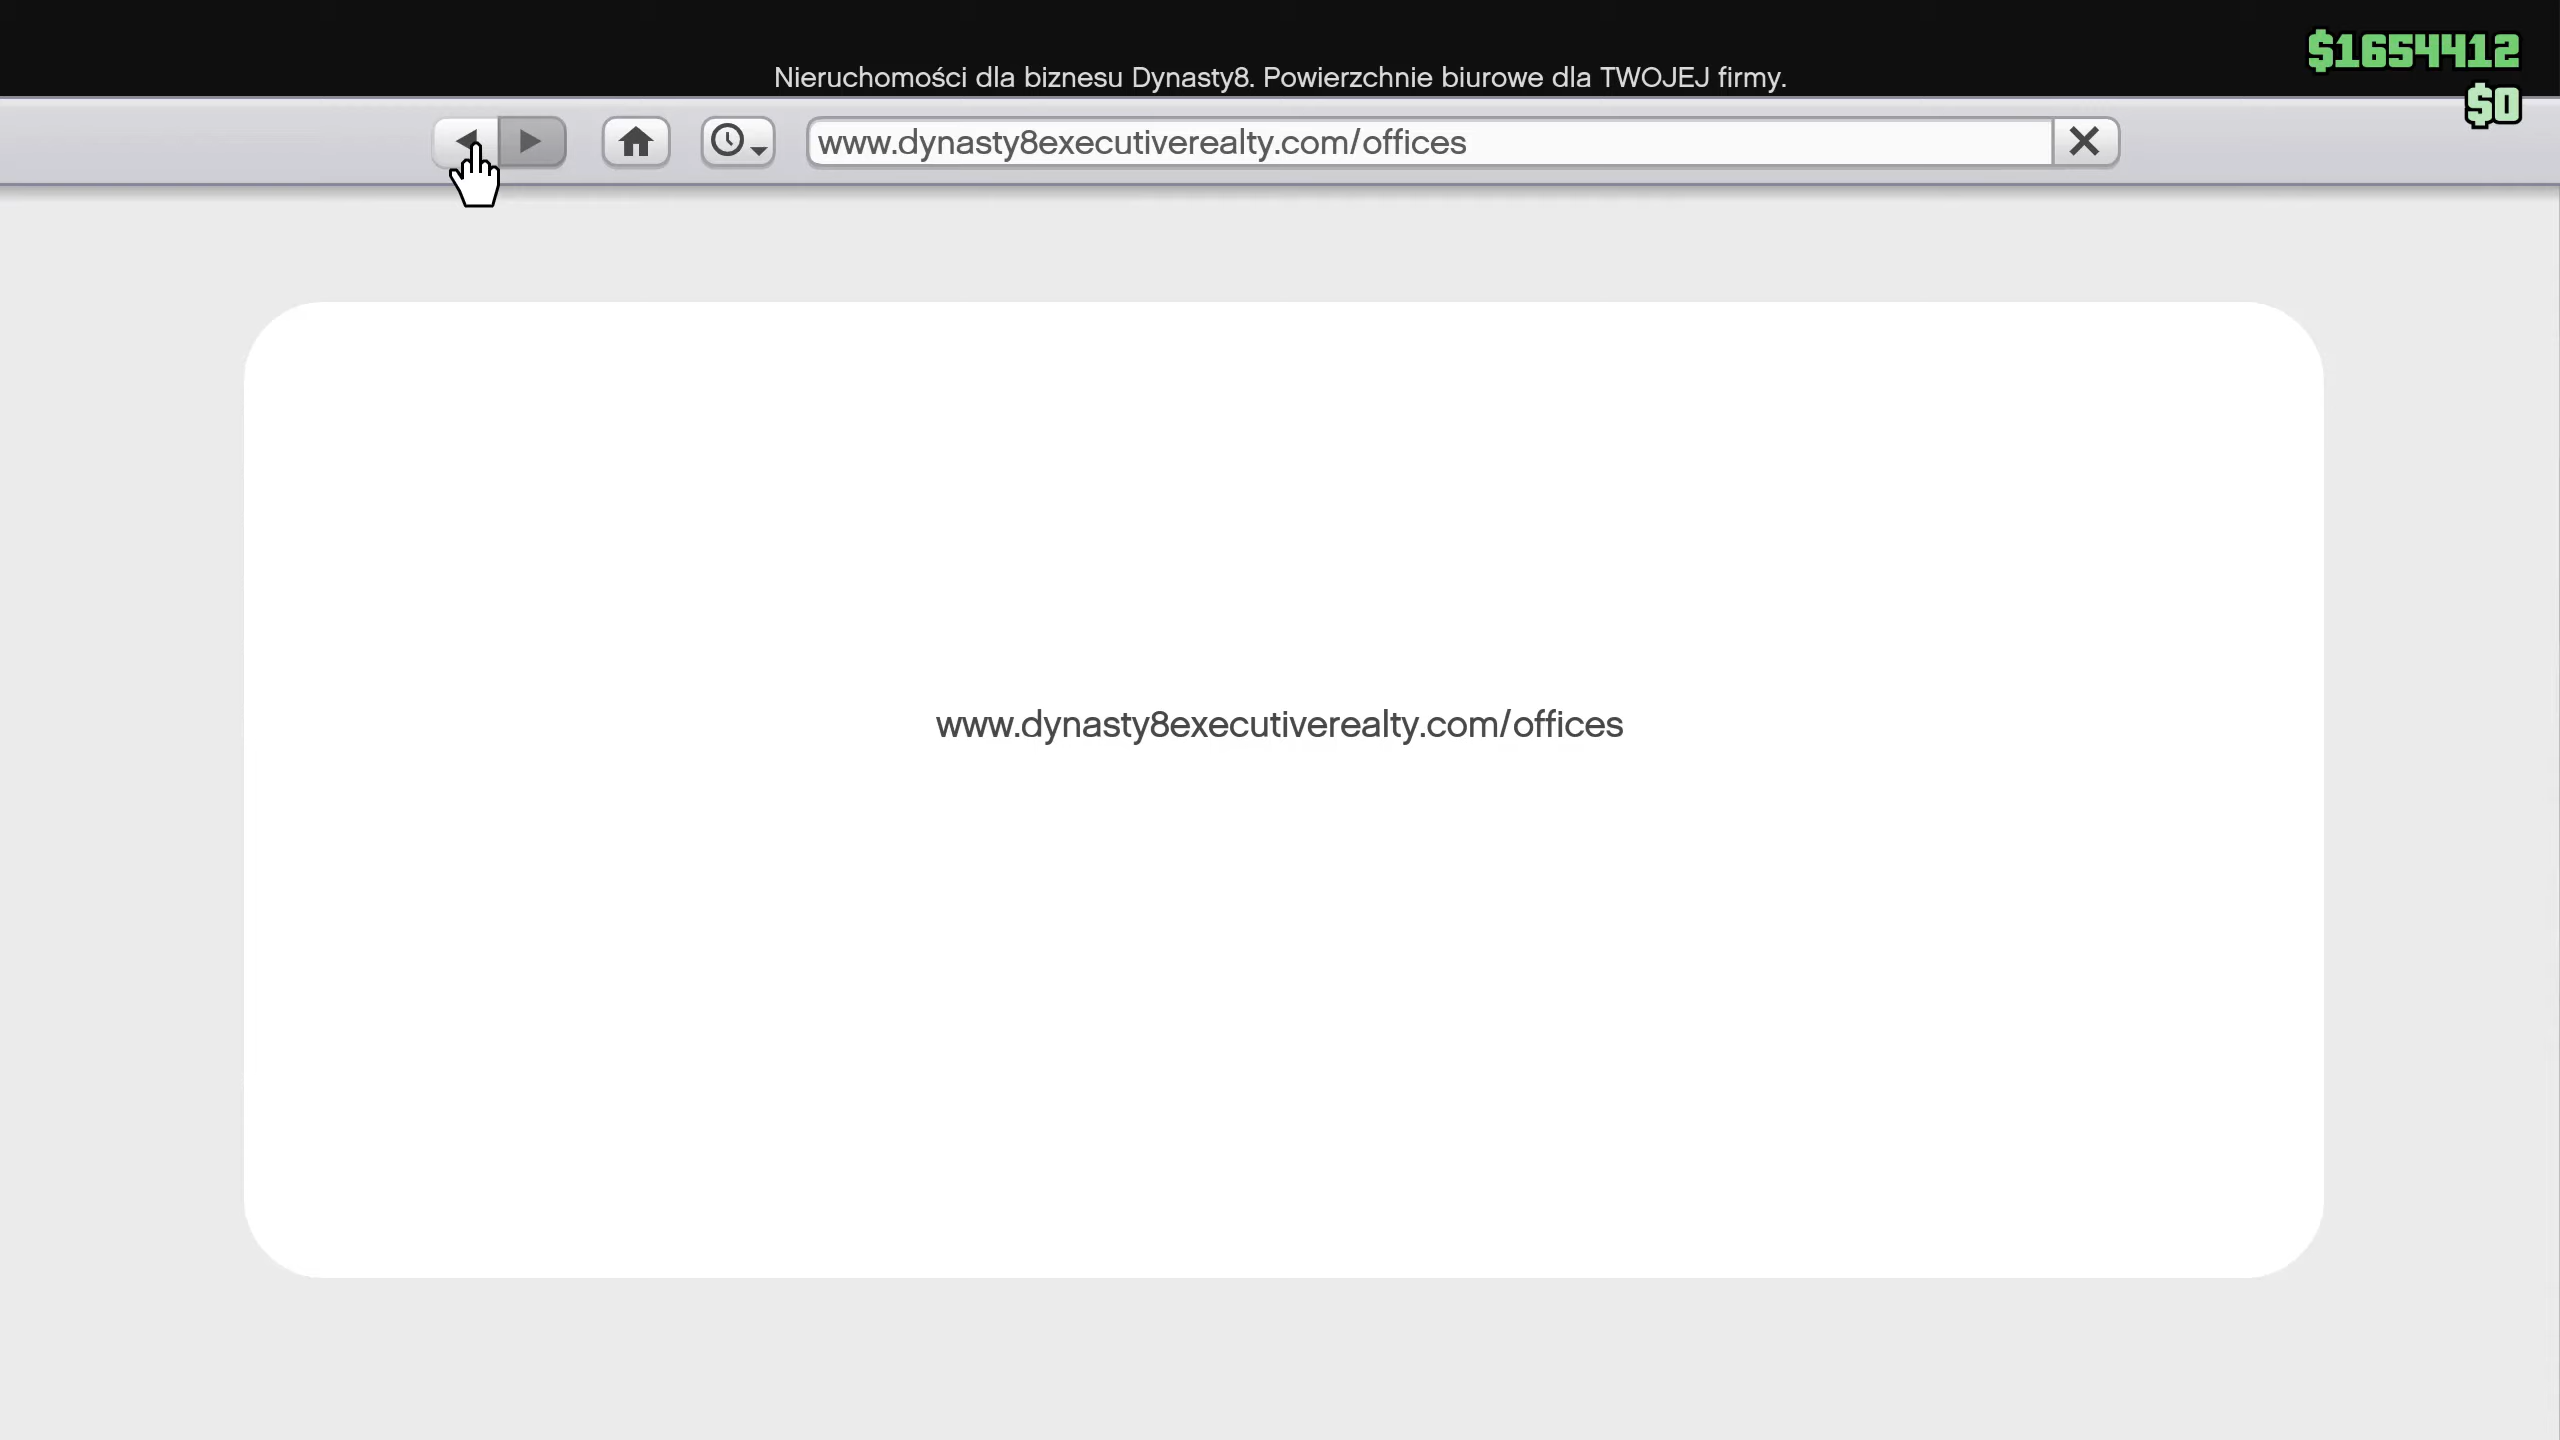 $1654412
Nieruchomości dla biznesu Dynasty8. Powierzchnie biurowe dla TWOJEJ firmy.
$0
www.dynasty8executiverealty.com/offices
www.dynasty8executiverealty.com/offices